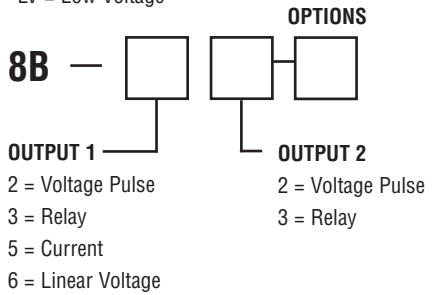 LV = Low Voltage
OPTIONS
8B —
OUTPUT 1
2 = Voltage Pulse
3 = Relay
5 = Current
6 = Linear Voltage
OUTPUT 2
2 = Voltage Pulse
3 = Relay